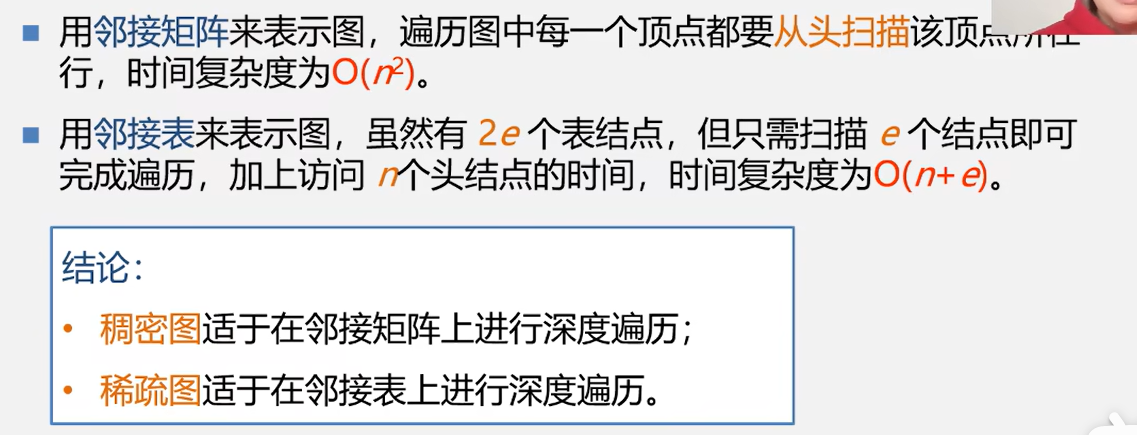 用邻接矩阵来表示图，遍历图中每一个顶点都要从头扫描该顶点所在
行，时间复杂度为O(n²)。
用邻接表来表示图，虽然有 2e 个表结点，但只需扫描 e 个结点即可
完成遍历，加上访问 n个头结点的时间，时间复杂度为O(n+e)。
结论：
• 稠密图适于在邻接矩阵上进行深度遍历；
• 稀疏图适于在邻接表上进行深度遍历。